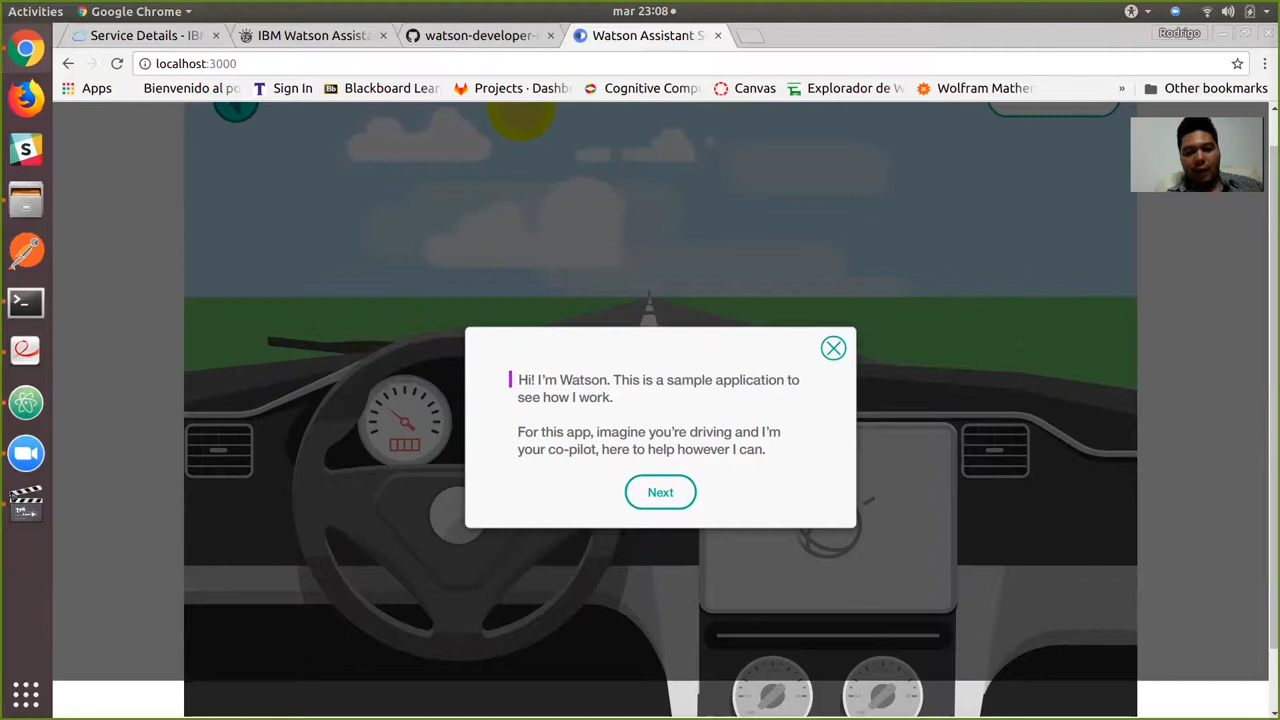 Activities
Google Chrome
mar 23:08
Service Details - IB
IBM Watson Assista
watson-developer-
Watson Assistant S
Rodrigo
localhost:3000
Apps
Bienvenido al po
Sign In
Blackboard Lear
Projects · Dashb
Cognitive Comp
Canvas
Explorador de W
Wolfram Mathe
»
Other bookmarks
Hi! I'm Watson. This is a sample application to
see how I work.
For this app, imagine you're driving and I'm
your co-pilot, here to help however I can.
Next